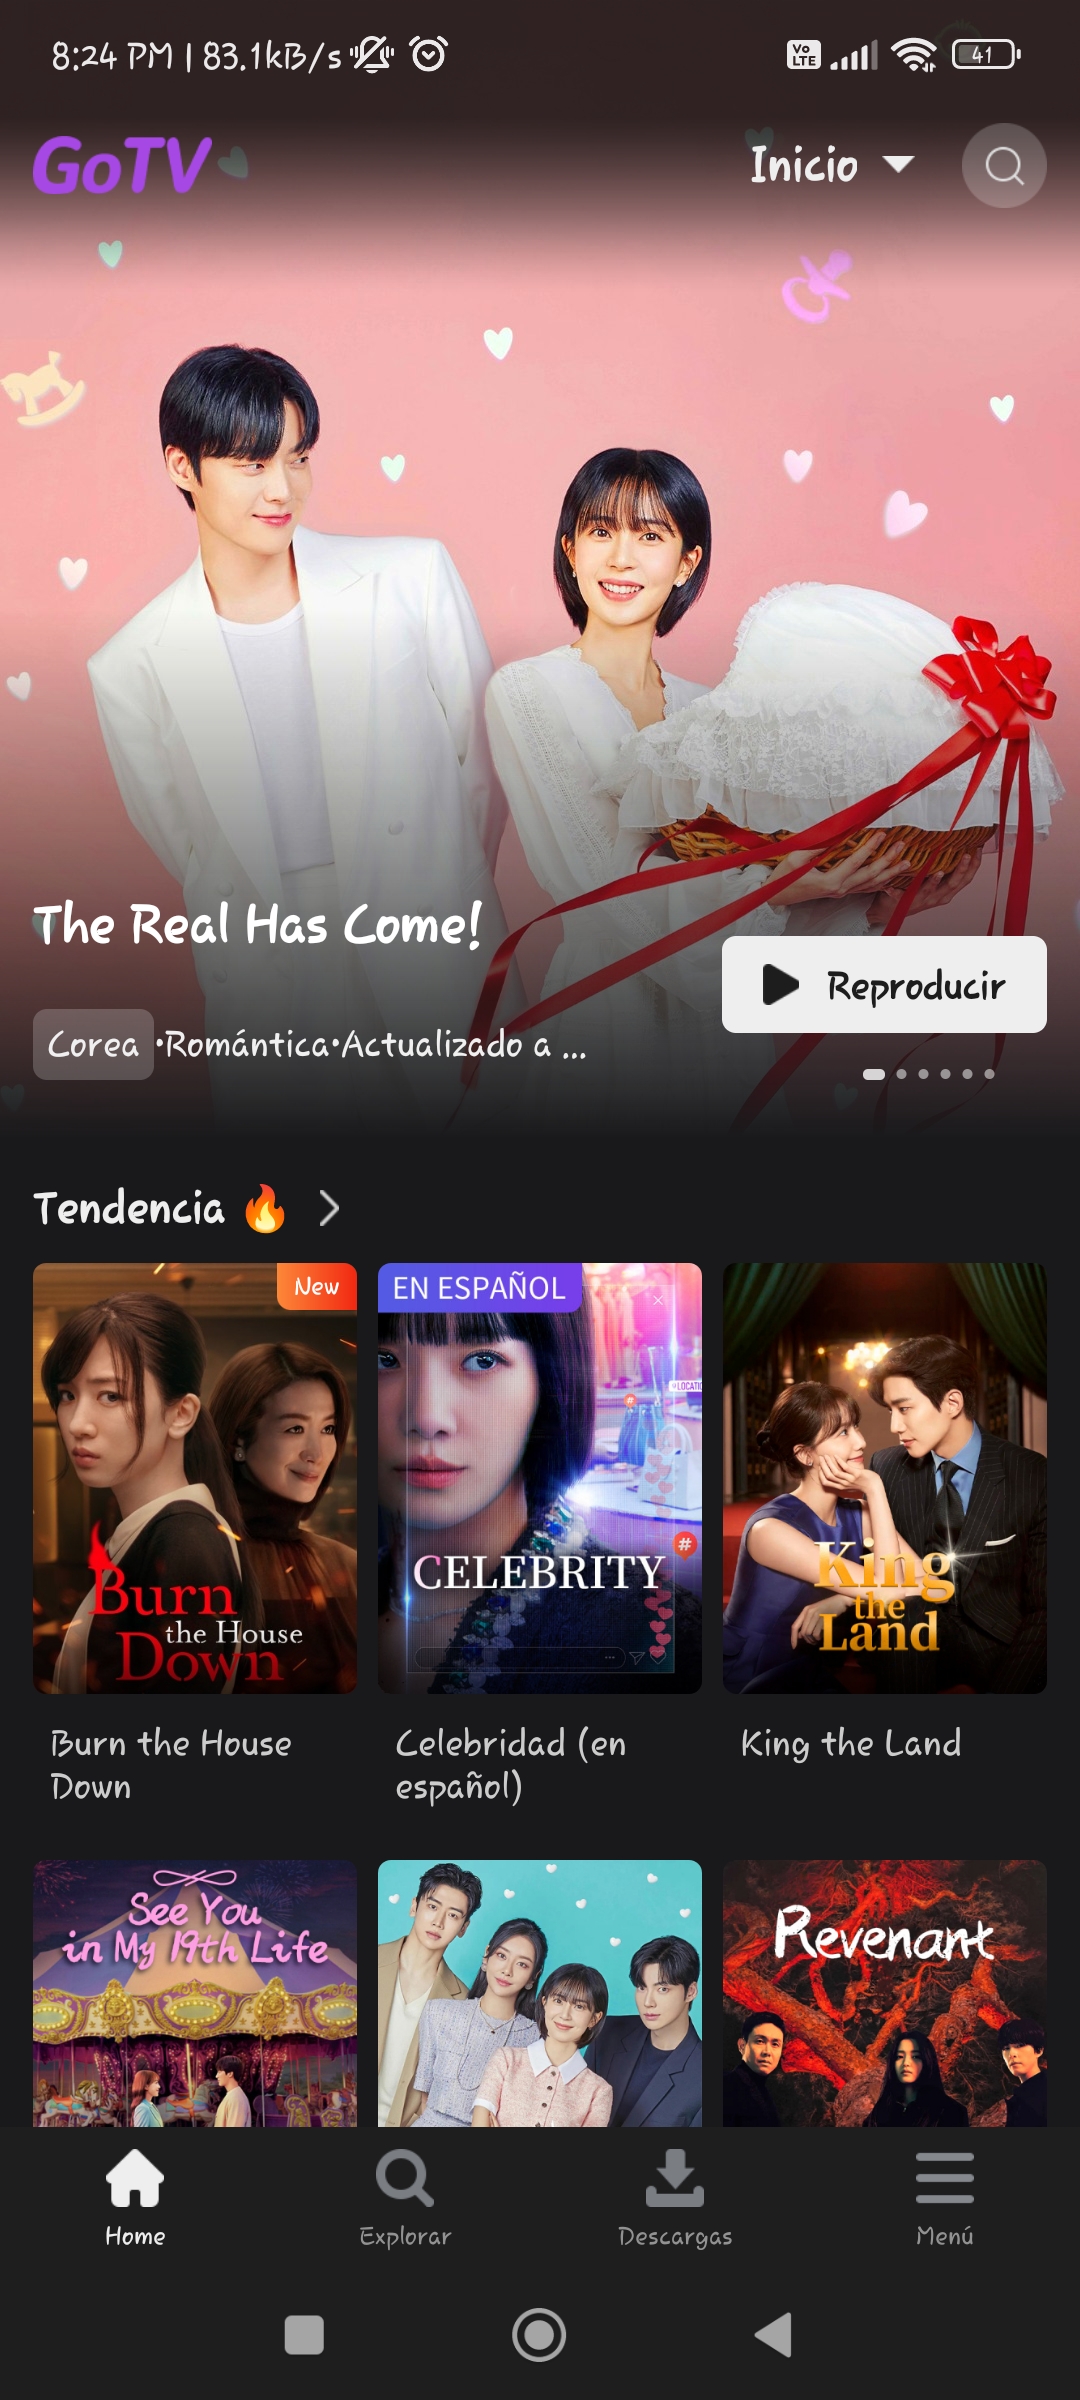 8:24 PM | 83.1kB/s
Vo LTE
41
GoTV
Inicio
The Real Has Come!
Reproducir
Corea •Romántica•Actualizado a ...
Tendencia 🔥
New
Burn
the House
Down
EN ESPAÑOL
LOCATI
#
#
CELEBRITY
King
the
Land
Burn the House
Down
Celebridad (en
español)
King the Land
See You
in My 19th Life
Revenant
Home
Explorar
Descargas
Menú